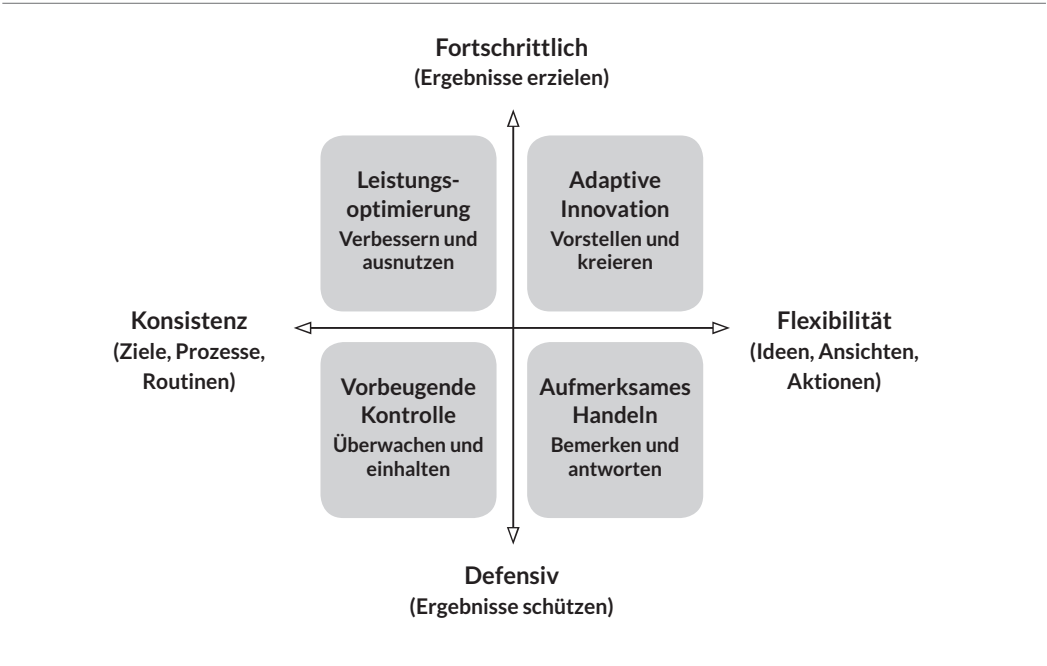 Fortschrittlich
(Ergebnisse erzielen)
Leistungs-
optimierung
Verbessern und
ausnutzen
Adaptive
Innovation
Vorstellen und
kreieren
Konsistenz
(Ziele, Prozesse,
Routinen)
Flexibilität
(Ideen, Ansichten,
Aktionen)
Vorbeugende
Kontrolle
Überwachen und
einhalten
Aufmerksames
Handeln
Bemerken und
antworten
Defensiv
(Ergebnisse schützen)